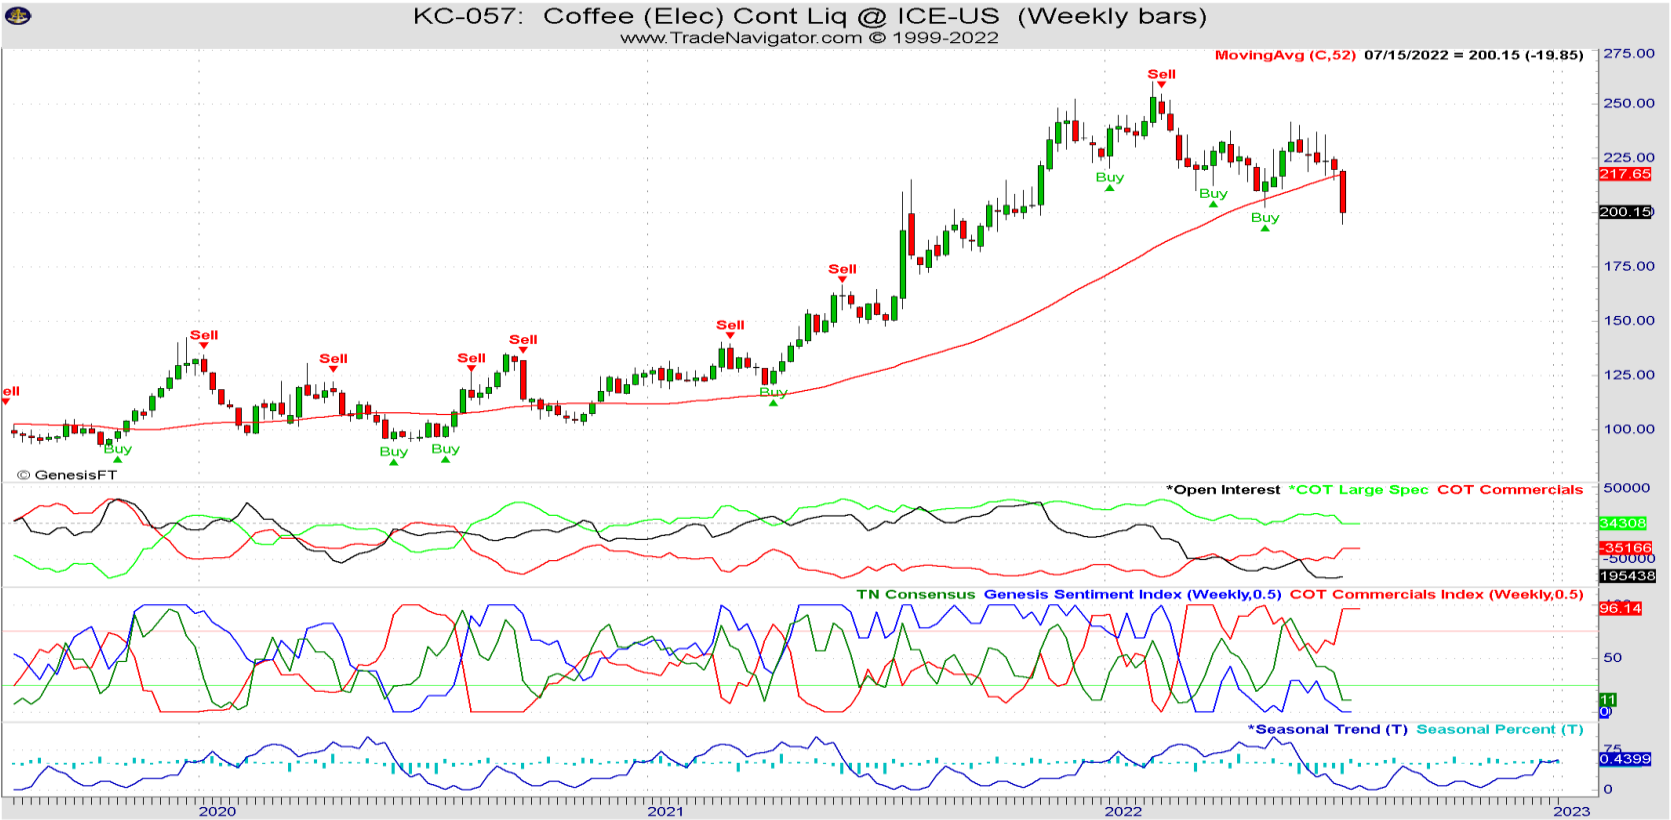 KC-057: Coffee (Elec) Cont Liq @ ICE-US (Weekly bars)
www.TradeNavigator.com © 1999-2022
MovingAvg (C,52) 07/15/2022 = 200.15 (-19.85)
275.00
Sell
250.00
225.00
Buy
217.65
Buy
200.15
Buy
175.00
Sell
150.00
Sell
Sell
Sell
Sell
Sell
125.00
ell
Buy
100.00
Buy
Buy
Buy
© GenesisFT
*Open Interest *COT Large Spec COT Commercials
50000
34308
-35166
-50000
195438
TN Consensus Genesis Sentiment Index (Weekly,0.5) COT Commercials Index (Weekly,0.5)
96.14
50
11
0
*Seasonal Trend (T) Seasonal Percent (T)
75
0.4399
0
2020 2021 2022 2023